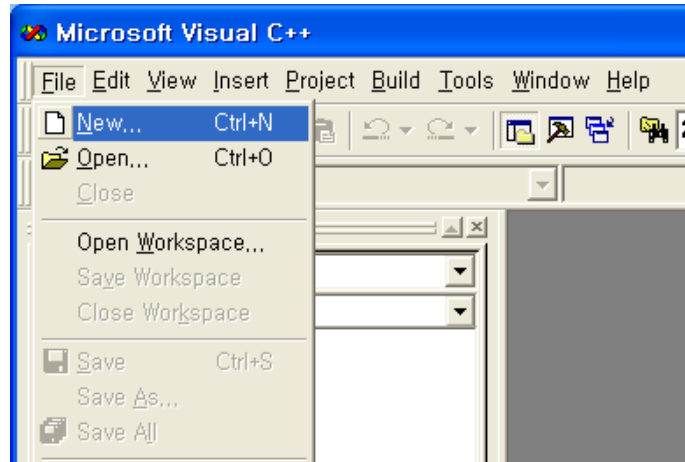 Microsoft Visual C++
File Edit View Insert Project Build Tools Window Help
New... Ctrl+N
Open... Ctrl+O
Close
Open Workspace...
Save Workspace
Close Workspace
Save Ctrl+S
Save As...
Save All